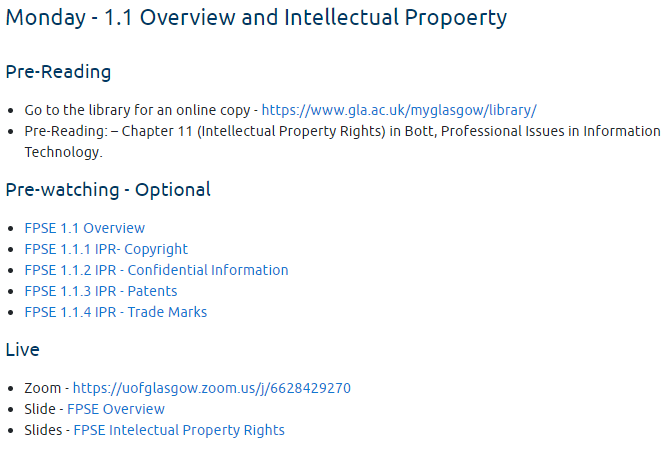 Monday - 1.1 Overview and Intellectual Propoerty
Pre-Reading
Go to the library for an online copy - https://www.gla.ac.uk/myglasgow/library/
Pre-Reading: – Chapter 11 (Intellectual Property Rights) in Bott, Professional Issues in Information
Technology.
Pre-watching - Optional
FPSE 1.1 Overview
FPSE 1.1.1 IPR- Copyright
FPSE 1.1.2 IPR - Confidential Information
FPSE 1.1.3 IPR - Patents
FPSE 1.1.4 IPR - Trade Marks
Live
Zoom - https://uofglasgow.zoom.us/j/6628429270
Slide - FPSE Overview
Slides - FPSE Intelectual Property Rights